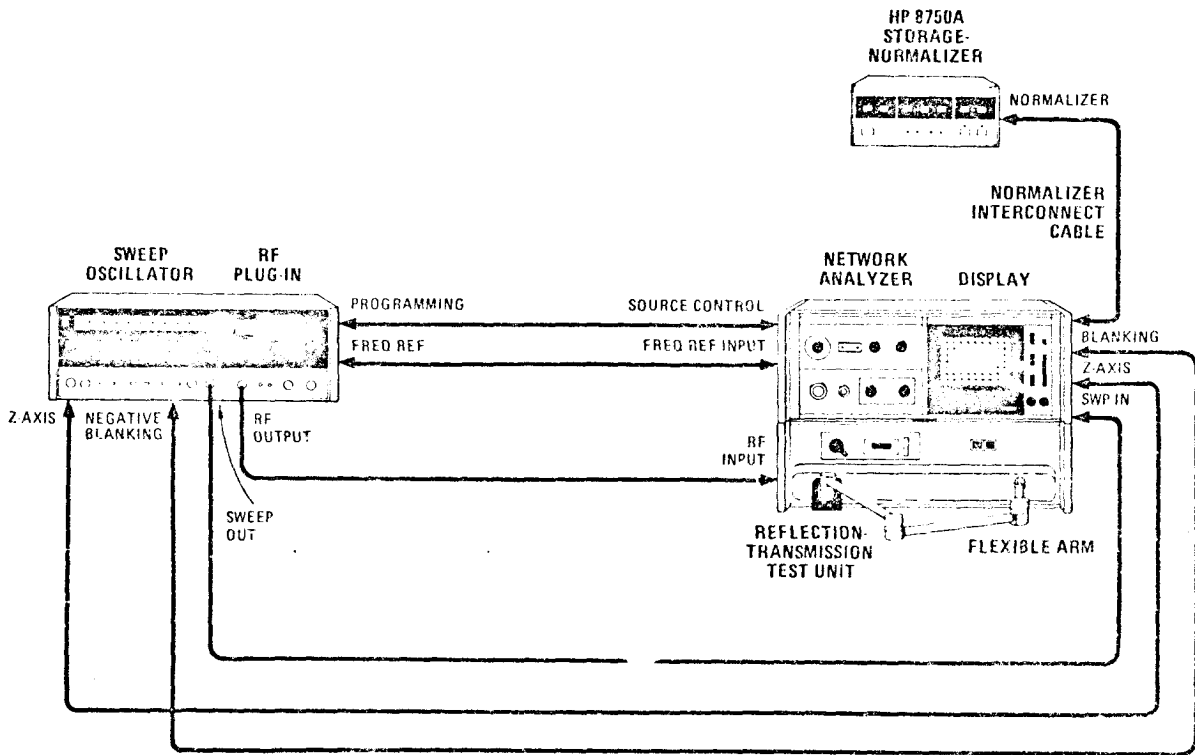 HP 8750A
STORAGE-
NORMALIZER
NORMALIZER
NORMALIZER
INTERCONNECT
CABLE
SWEEP
OSCILLATOR
RF
PLUG-IN
NETWORK
ANALYZER
DISPLAY
PROGRAMMING
SOURCE CONTROL
FREQ REF
FREQ REF INPUT
BLANKING
Z-AXIS
SWP IN
Z-AXIS
NEGATIVE
BLANKING
RF
OUTPUT
RF
INPUT
SWEEP
OUT
REFLECTION-
TRANSMISSION
TEST UNIT
FLEXIBLE ARM